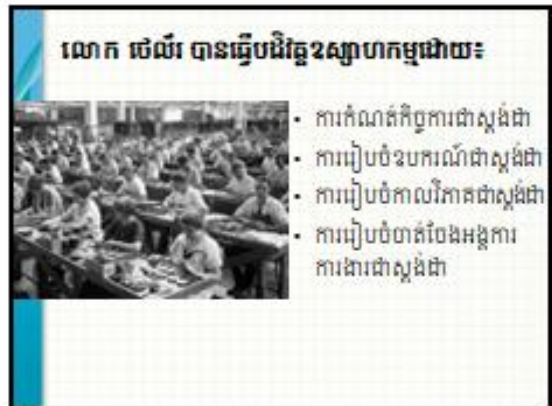 លោក ថេលីរ បានធ្វើបដិវត្តឧស្សាហកម្មដោយ៖
• ការកំណត់កិច្ចការជាស្តង់ដា
• ការរៀបចំឧបករណ៍ជាស្តង់ដា
• ការរៀបចំកាលវិភាគជាស្តង់ដា
• ការរៀបចំចាត់ចែងអង្គការ
ការងារជាស្តង់ដា